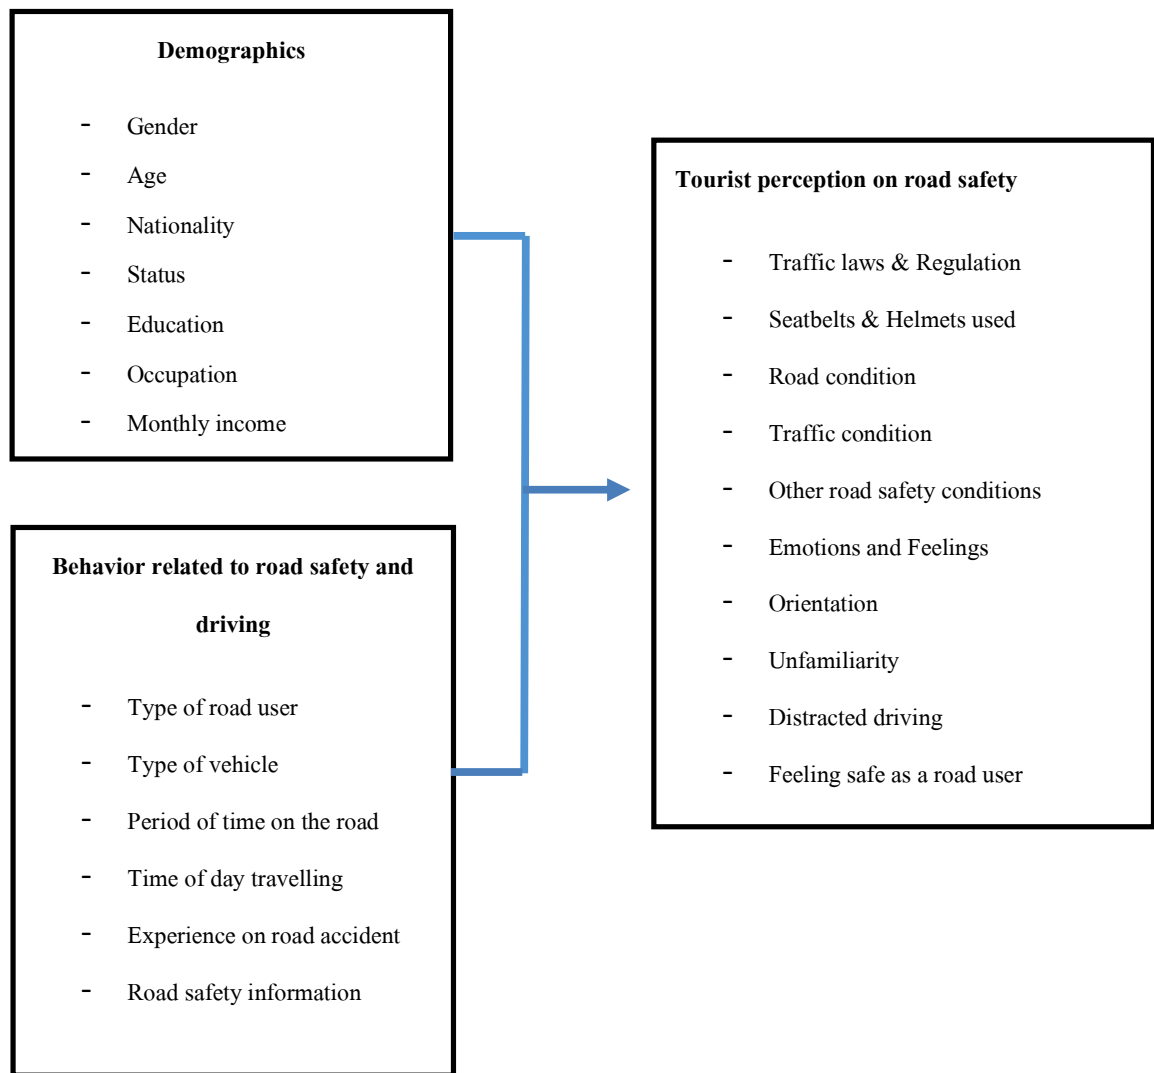 Demographics
- Gender
- Age
- Nationality
- Status
- Education
- Occupation
- Monthly income
Behavior related to road safety and
driving
- Type of road user
- Type of vehicle
- Period of time on the road
- Time of day travelling
- Experience on road accident
- Road safety information
Tourist perception on road safety
- Traffic laws & Regulation
- Seatbelts & Helmets used
- Road condition
- Traffic condition
- Other road safety conditions
- Emotions and Feelings
- Orientation
- Unfamiliarity
- Distracted driving
- Feeling safe as a road user